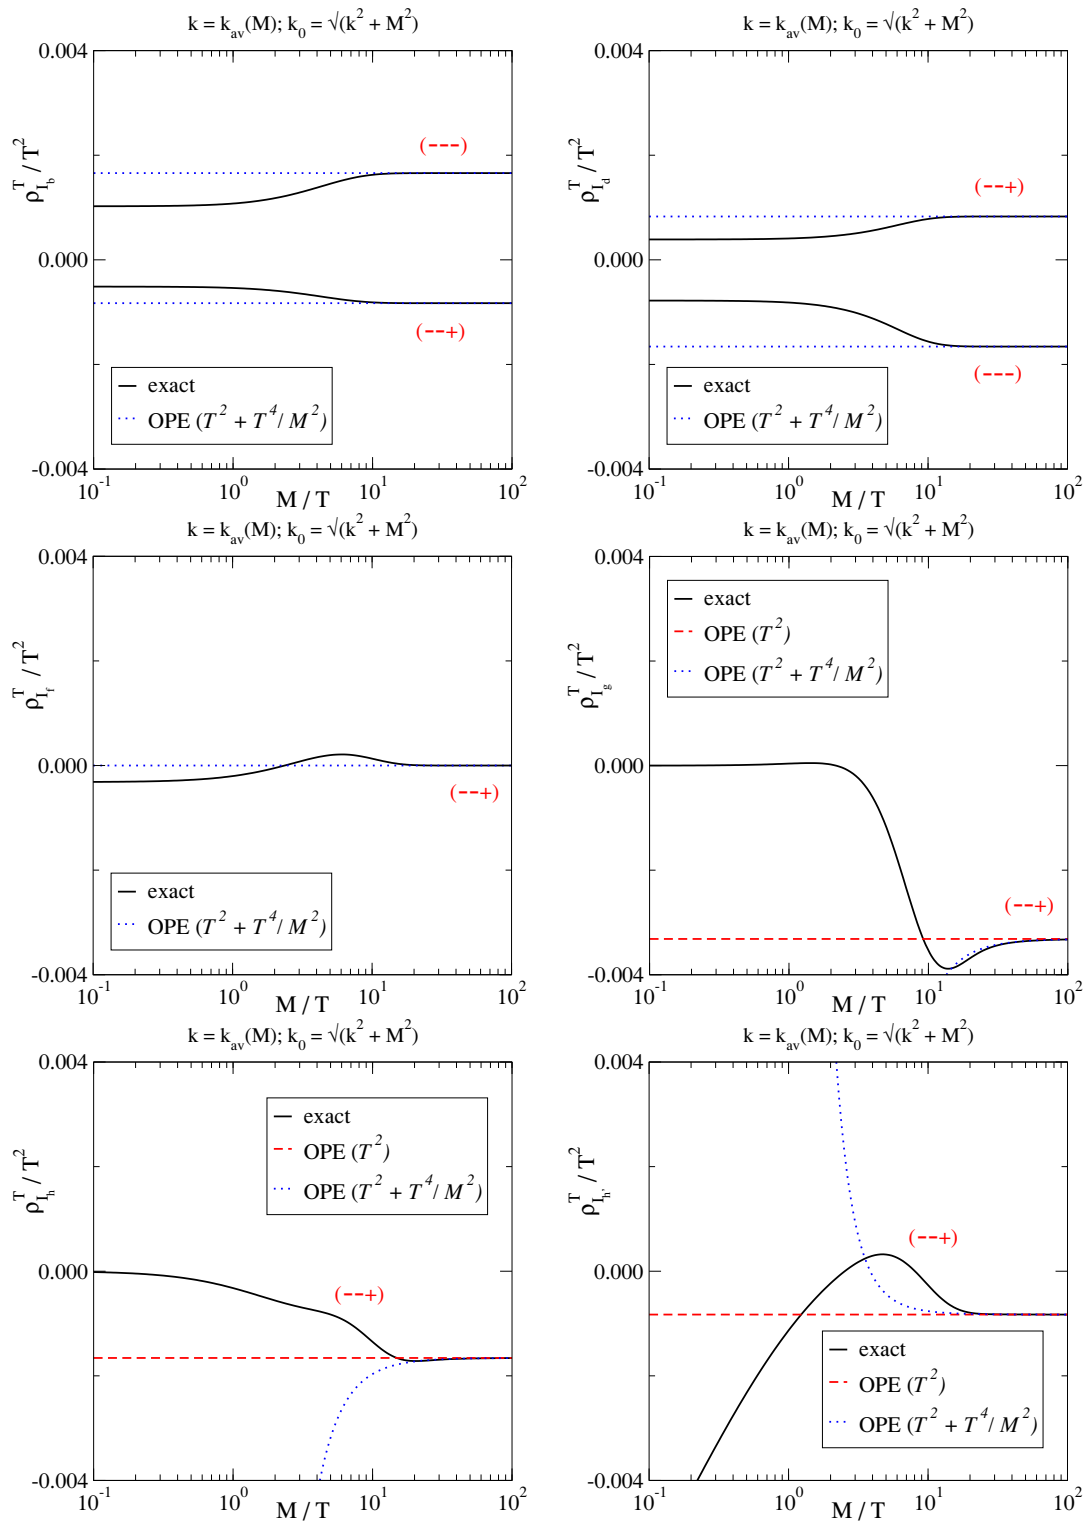 k = k_av(M); k_0 = √(k^2 + M^2)
0.004
0.000
-0.004
ρ^T_{I_b} / T^2
(---)
(--+)
exact
OPE (T^2 + T^4/M^2)
10^-1 10^0 10^1 10^2
M / T
k = k_av(M); k_0 = √(k^2 + M^2)
0.004
0.000
-0.004
ρ^T_{I_d} / T^2
(--+)
(---)
exact
OPE (T^2 + T^4/M^2)
10^-1 10^0 10^1 10^2
M / T
k = k_av(M); k_0 = √(k^2 + M^2)
0.004
0.000
-0.004
ρ^T_{I_f} / T^2
(--+)
exact
OPE (T^2 + T^4/M^2)
10^-1 10^0 10^1 10^2
M / T
k = k_av(M); k_0 = √(k^2 + M^2)
0.004
0.000
-0.004
ρ^T_{I_g} / T^2
exact
OPE (T^2)
OPE (T^2 + T^4/M^2)
(--+)
10^-1 10^0 10^1 10^2
M / T
k = k_av(M); k_0 = √(k^2 + M^2)
0.004
0.000
-0.004
ρ^T_{I_h} / T^2
exact
OPE (T^2)
OPE (T^2 + T^4/M^2)
(--+)
10^-1 10^0 10^1 10^2
M / T
k = k_av(M); k_0 = √(k^2 + M^2)
0.004
0.000
-0.004
ρ^T_{I_h'} / T^2
(--+)
exact
OPE (T^2)
OPE (T^2 + T^4/M^2)
10^-1 10^0 10^1 10^2
M / T